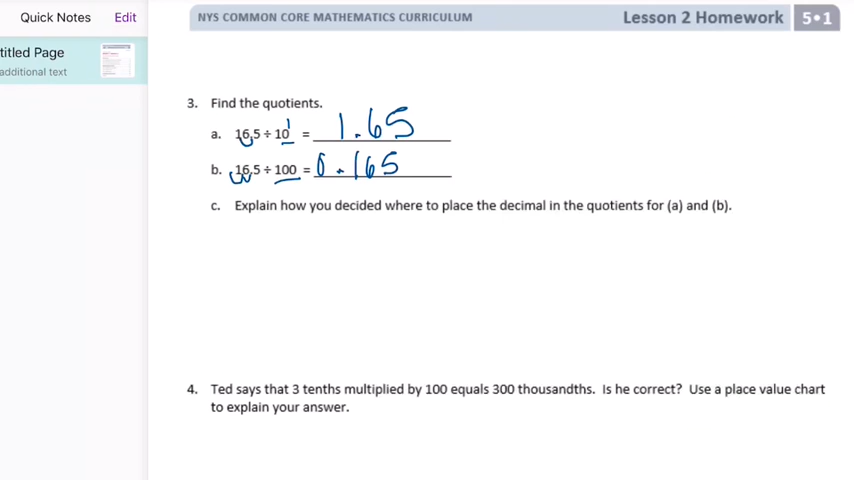 Quick Notes Edit
NYS COMMON CORE MATHEMATICS CURRICULUM Lesson 2 Homework 5•1
titled Page
additional text
3. Find the quotients.
a. 16.5 ÷ 10 = 1.65
1
b. 16.5 ÷ 100 = 0.165
c. Explain how you decided where to place the decimal in the quotients for (a) and (b).
4. Ted says that 3 tenths multiplied by 100 equals 300 thousandths. Is he correct? Use a place value chart
to explain your answer.